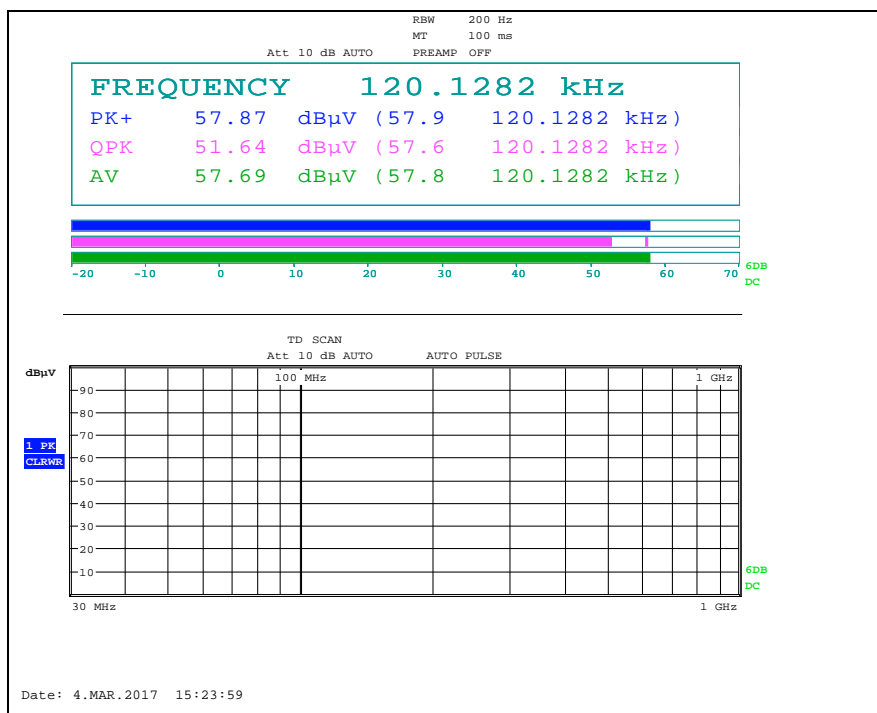 RBW 200 Hz
MT 100 ms
Att 10 dB AUTO PREAMP OFF
FREQUENCY 120.1282 kHz
PK+ 57.87 dBµV (57.9 120.1282 kHz)
QPK 51.64 dBµV (57.6 120.1282 kHz)
AV 57.69 dBµV (57.8 120.1282 kHz)
-20 -10 0 10 20 30 40 50 60 70
6DB
DC
TD SCAN
Att 10 dB AUTO AUTO PULSE
dBµV
100 MHz 1 GHz
90
80
70
1 PK
CLRWR
60
50
40
30
20
10
6DB
DC
30 MHz 1 GHz
Date: 4.MAR.2017 15:23:59